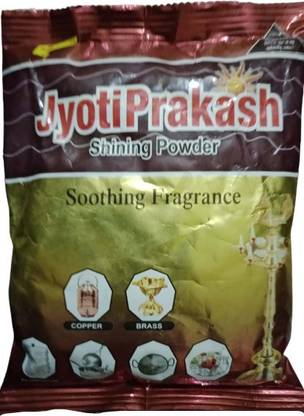 JyotiPrakash
Shining Powder
Soothing Fragrance
COPPER
BRASS